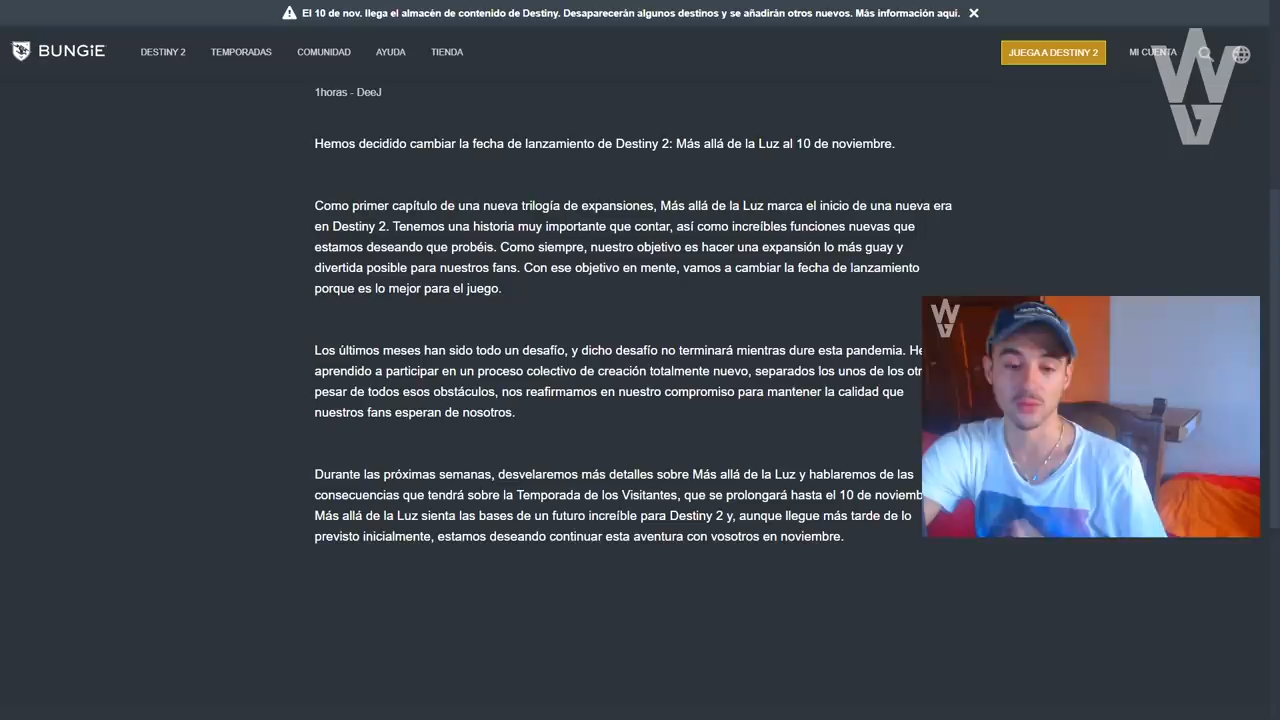 El 10 de nov. llega el almacén de contenido de Destiny. Desaparecerán algunos destinos y se añadirán otros nuevos. Más información aquí.
BUNGiE
DESTINY 2
TEMPORADAS
COMUNIDAD
AYUDA
TIENDA
JUEGA A DESTINY 2
MI CUENTA
1horas - DeeJ
Hemos decidido cambiar la fecha de lanzamiento de Destiny 2: Más allá de la Luz al 10 de noviembre.
Como primer capítulo de una nueva trilogía de expansiones, Más allá de la Luz marca el inicio de una nueva era
en Destiny 2. Tenemos una historia muy importante que contar, así como increíbles funciones nuevas que
estamos deseando que probéis. Como siempre, nuestro objetivo es hacer una expansión lo más guay y
divertida posible para nuestros fans. Con ese objetivo en mente, vamos a cambiar la fecha de lanzamiento
porque es lo mejor para el juego.
Los últimos meses han sido todo un desafío, y dicho desafío no terminará mientras dure esta pandemia. He
aprendido a participar en un proceso colectivo de creación totalmente nuevo, separados los unos de los otr
pesar de todos esos obstáculos, nos reafirmamos en nuestro compromiso para mantener la calidad que
nuestros fans esperan de nosotros.
Durante las próximas semanas, desvelaremos más detalles sobre Más allá de la Luz y hablaremos de las
consecuencias que tendrá sobre la Temporada de los Visitantes, que se prolongará hasta el 10 de noviemb
Más allá de la Luz sienta las bases de un futuro increíble para Destiny 2 y, aunque llegue más tarde de lo
previsto inicialmente, estamos deseando continuar esta aventura con vosotros en noviembre.